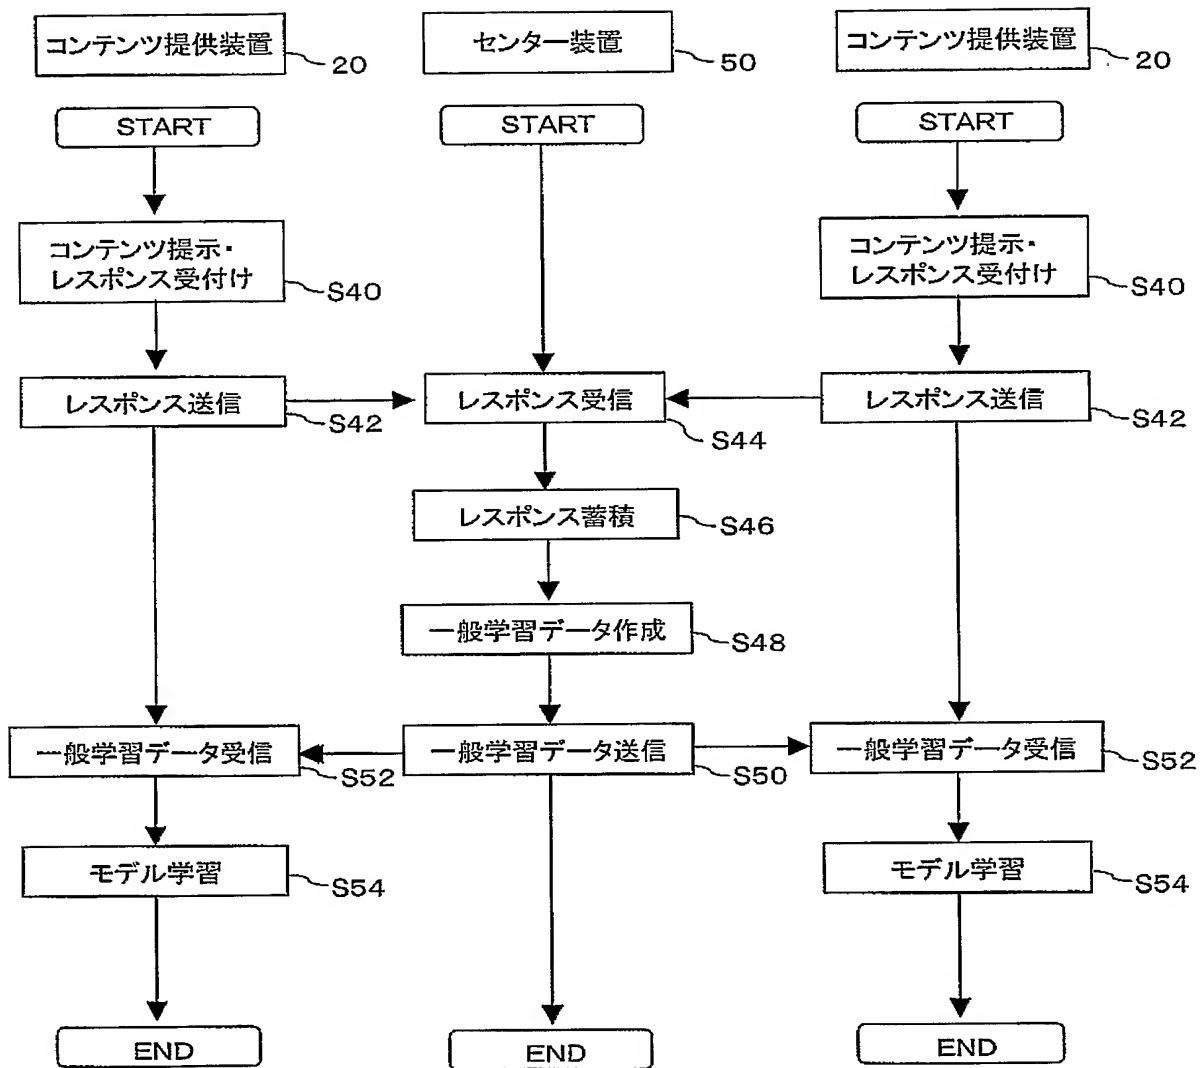 コンテンツ提供装置
20
センター装置
50
コンテンツ提供装置
20
START
START
START
コンテンツ提示・
レスポンス受付け
S40
コンテンツ提示・
レスポンス受付け
S40
レスポンス送信
S42
レスポンス受信
S44
レスポンス送信
S42
レスポンス蓄積
S46
一般学習データ作成
S48
一般学習データ受信
S52
一般学習データ送信
S50
一般学習データ受信
S52
モデル学習
S54
モデル学習
S54
END
END
END